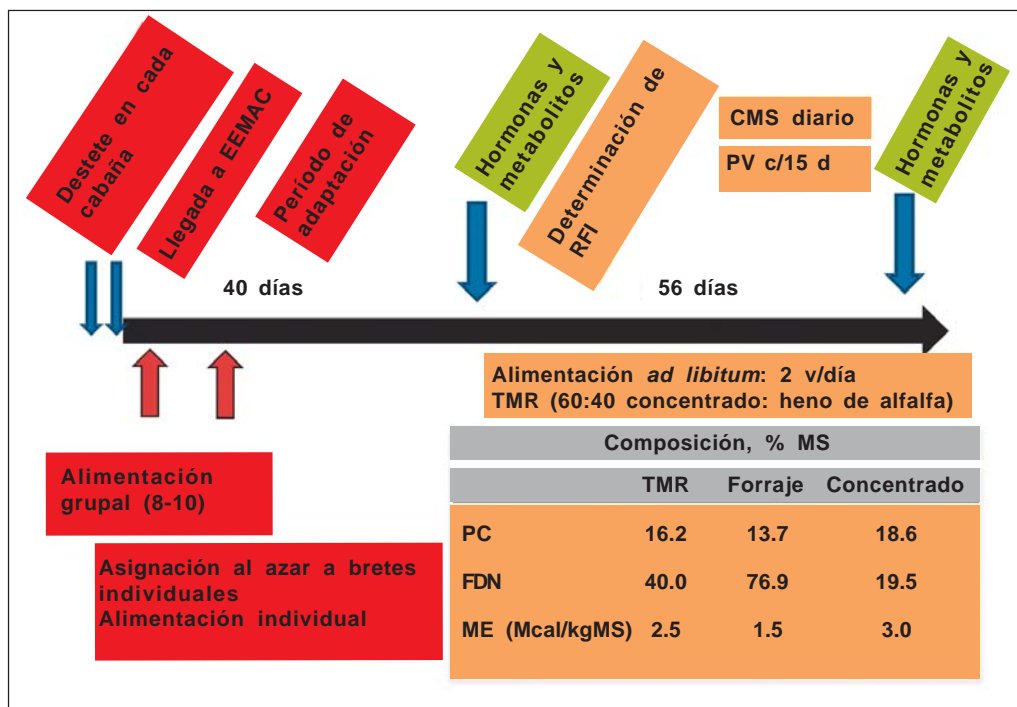 Destete en cada
cabaña
Llegada a EEMAC
Período de
adaptación
Hormonas y
metabolitos
Determinación de
RFI
CMS diario
PV c/15 d
Hormonas y
metabolitos
40 días
56 días
Alimentación ad libitum: 2 v/día
TMR (60:40 concentrado: heno de alfalfa)
Alimentación
grupal (8-10)
Asignación al azar a bretes
individuales
Alimentación individual
Composición, % MS
TMR Forraje Concentrado
PC 16.2 13.7 18.6
FDN 40.0 76.9 19.5
ME (Mcal/kgMS) 2.5 1.5 3.0